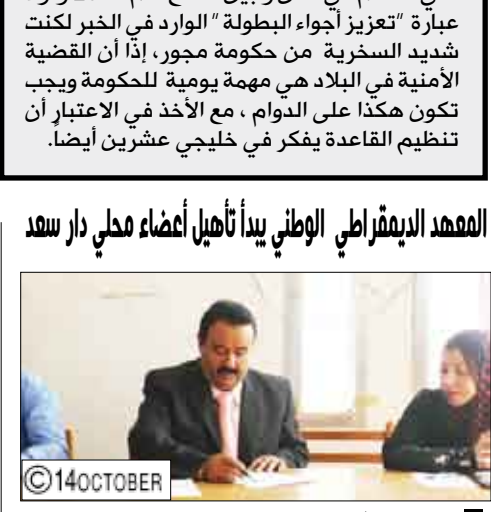 عبارة "تعزيز أجواء البطولة" الوارد في الخبر لكنت
شديد السخرية من حكومة مجور، إذا أن القضية
الأمنية في البلاد هي مهمة يومية للحكومة ويجب
تكون هكذا على الدوام ، مع الأخذ في الاعتبار أن
تنظيم القاعدة يفكر في خليجي عشرين أيضاً.
المعهد الديمقراطي الوطني يبدأ تأهيل أعضاء محلي دار سعد
©14OCTOBER